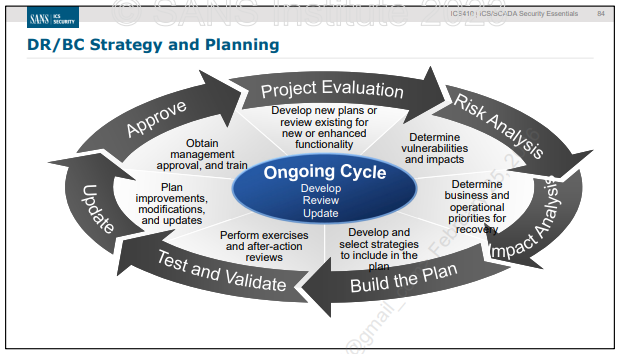 © SANS Institute 2020
SANS ICS SECURITY
ICS410 | ICS/SCADA Security Essentials 84
DR/BC Strategy and Planning
Project Evaluation
Develop new plans or
review existing for
new or enhanced
functionality
Risk Analysis
Determine
vulnerabilities
and impacts
Impact Analysis
Determine
business and
operational
priorities for
recovery
Build the Plan
Develop and
select strategies
to include in the
plan
Test and Validate
Perform exercises
and after-action
reviews
Update
Plan
improvements,
modifications,
and updates
Approve
Obtain
management
approval, and train
Ongoing Cycle
Develop
Review
Update